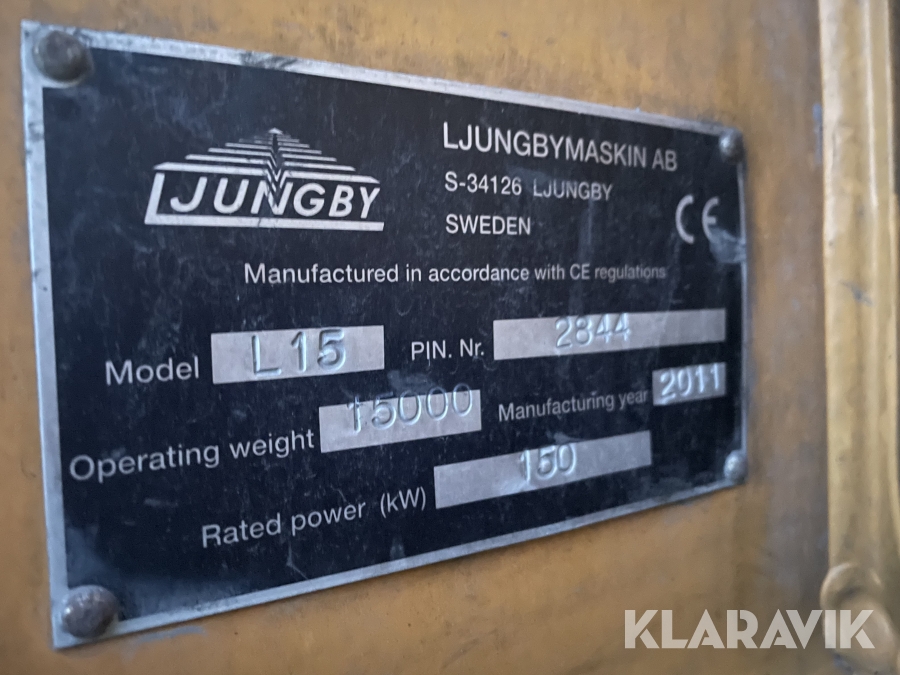 LJUNGBY
LJUNGBYMASKIN AB
S-34126 LJUNGBY
SWEDEN
CE
Manufactured in accordance with CE regulations
Model L15 PIN. Nr. 2844
Operating weight 15000 Manufacturing year 2011
Rated power (kW) 150
KLARAVIK